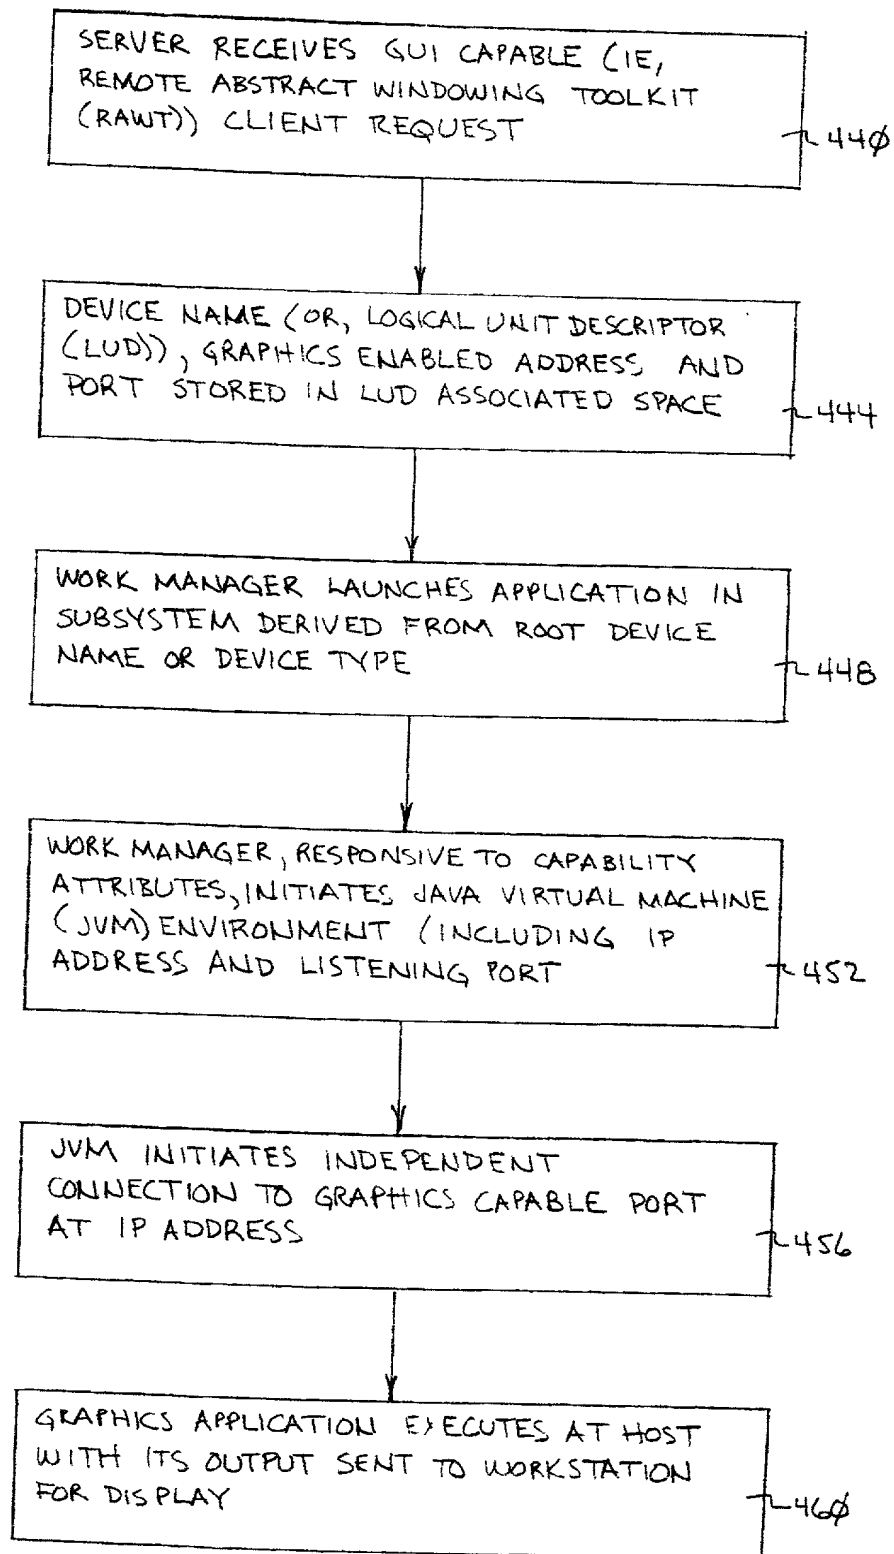 SERVER RECEIVES GUI CAPABLE (IE,
REMOTE ABSTRACT WINDOWING TOOLKIT
(RAWT)) CLIENT REQUEST
44Ø
DEVICE NAME (OR, LOGICAL UNIT DESCRIPTOR
(LUD)), GRAPHICS ENABLED ADDRESS AND
PORT STORED IN LUD ASSOCIATED SPACE
444
WORK MANAGER LAUNCHES APPLICATION IN
SUBSYSTEM DERIVED FROM ROOT DEVICE
NAME OR DEVICE TYPE
448
WORK MANAGER, RESPONSIVE TO CAPABILITY
ATTRIBUTES, INITIATES JAVA VIRTUAL MACHINE
(JVM) ENVIRONMENT (INCLUDING IP
ADDRESS AND LISTENING PORT
452
JVM INITIATES INDEPENDENT
CONNECTION TO GRAPHICS CAPABLE PORT
AT IP ADDRESS
456
GRAPHICS APPLICATION EXECUTES AT HOST
WITH ITS OUTPUT SENT TO WORKSTATION
FOR DISPLAY
46Ø